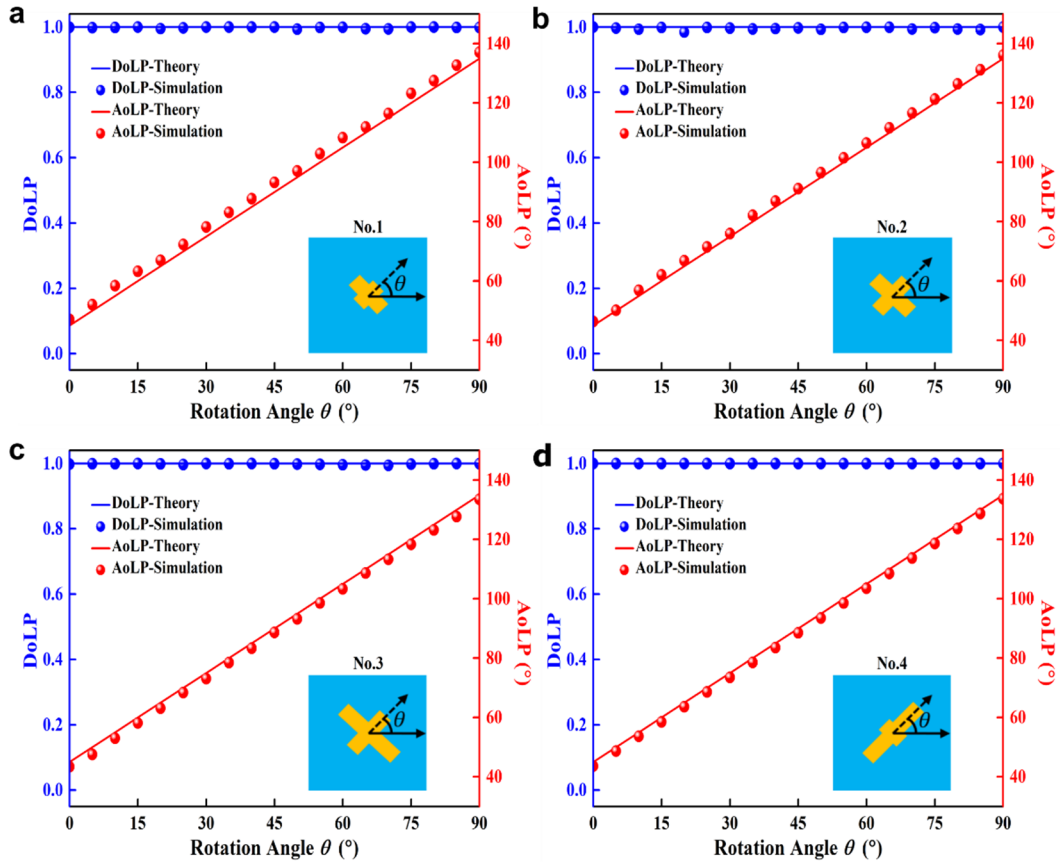 a
DoLP
1.0
0.8
0.6
0.4
0.2
0.0
DoLP-Theory
DoLP-Simulation
AoLP-Theory
AoLP-Simulation
No.1
θ
140
120
100
80
60
40
AoLP (°)
0 15 30 45 60 75 90
Rotation Angle θ (°)
b
DoLP
1.0
0.8
0.6
0.4
0.2
0.0
DoLP-Theory
DoLP-Simulation
AoLP-Theory
AoLP-Simulation
No.2
θ
140
120
100
80
60
40
AoLP (°)
0 15 30 45 60 75 90
Rotation Angle θ (°)
c
DoLP
1.0
0.8
0.6
0.4
0.2
0.0
DoLP-Theory
DoLP-Simulation
AoLP-Theory
AoLP-Simulation
No.3
θ
140
120
100
80
60
40
AoLP (°)
0 15 30 45 60 75 90
Rotation Angle θ (°)
d
DoLP
1.0
0.8
0.6
0.4
0.2
0.0
DoLP-Theory
DoLP-Simulation
AoLP-Theory
AoLP-Simulation
No.4
θ
140
120
100
80
60
40
AoLP (°)
0 15 30 45 60 75 90
Rotation Angle θ (°)